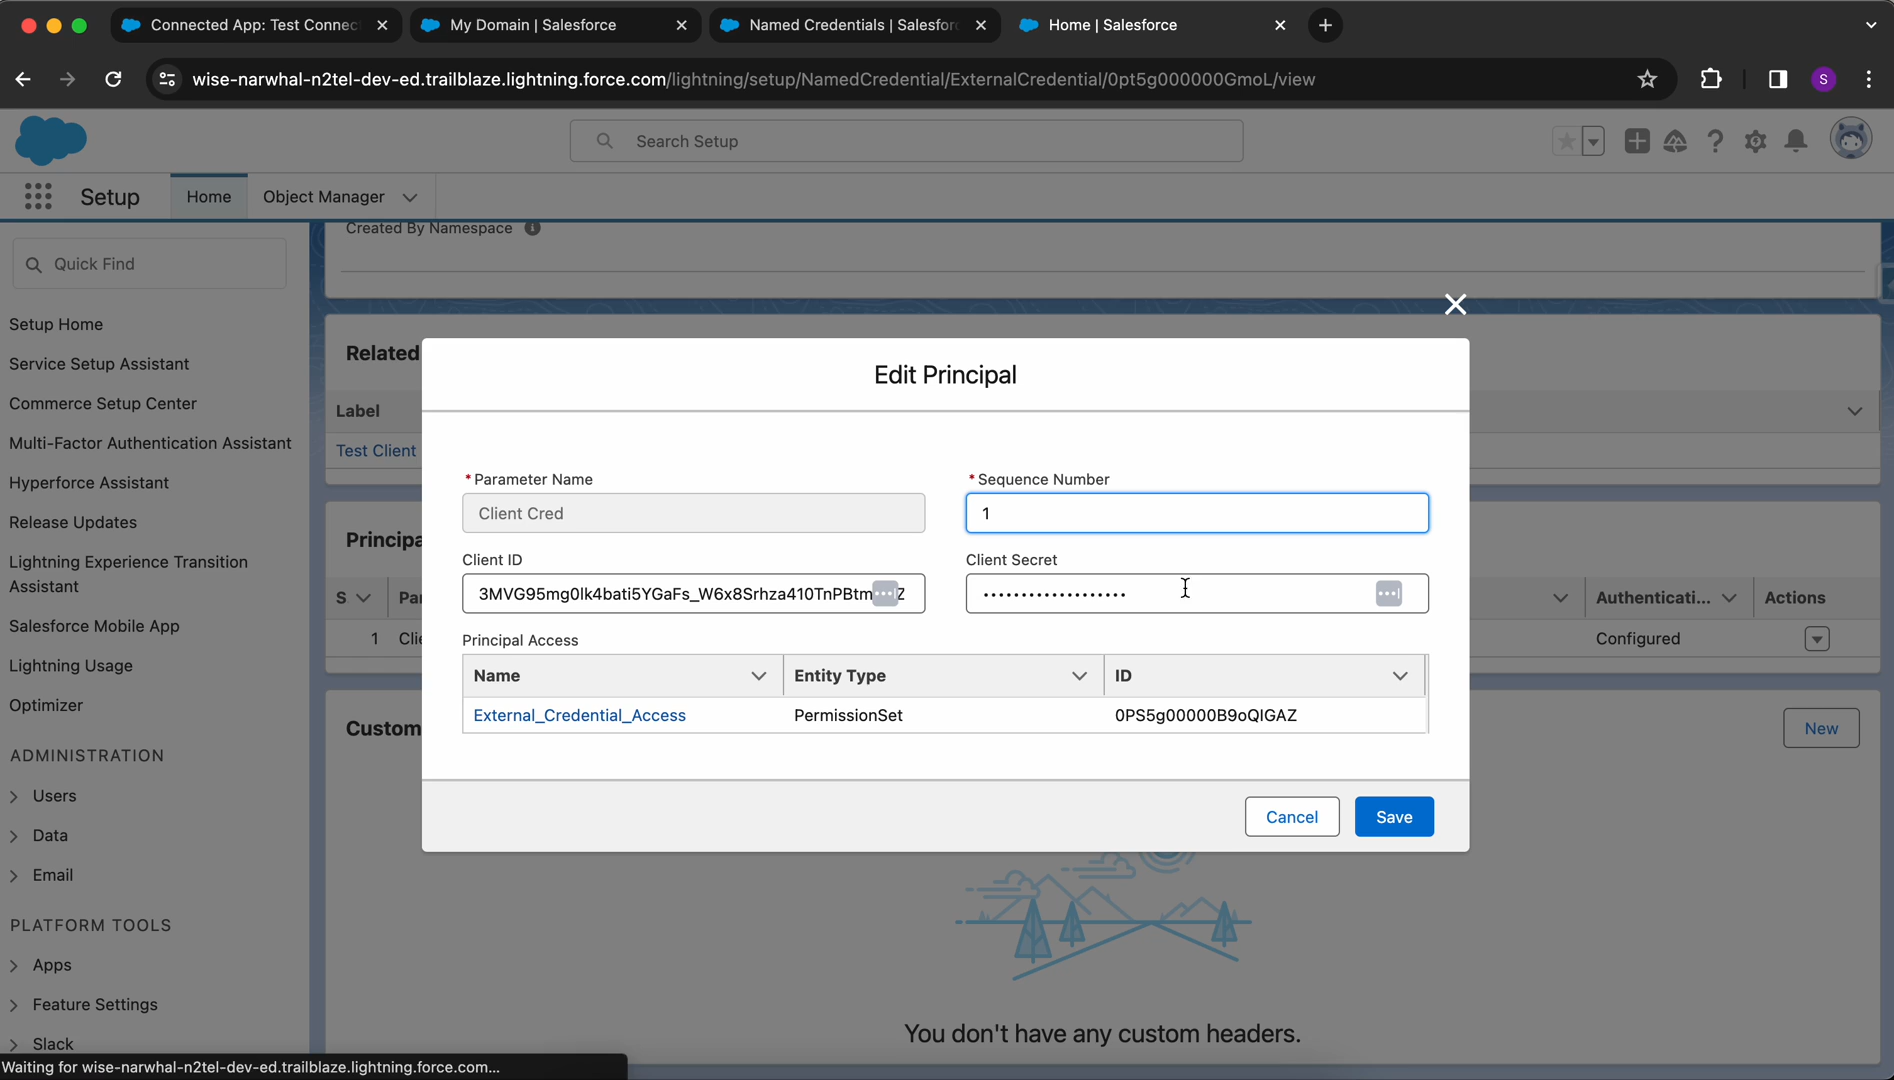 Connected App: Test Connec
My Domain | Salesforce
Named Credentials | Salesforc
Home | Salesforce
wise-narwhal-n2tel-dev-ed.trailblaze.lightning.force.com/lightning/setup/NamedCredential/ExternalCredential/0pt5g000000GmoL/view
S
Search Setup
Setup
Home
Object Manager
Created By Namespace
Quick Find
Setup Home
Service Setup Assistant
Commerce Setup Center
Multi-Factor Authentication Assistant
Hyperforce Assistant
Release Updates
Lightning Experience Transition
Assistant
Salesforce Mobile App
Lightning Usage
Optimizer
ADMINISTRATION
Users
Data
Email
PLATFORM TOOLS
Apps
Feature Settings
Slack
Related
Label
Test Client
Principa
S
Par
Authenticati...
Actions
1
Clie
Configured
Custom
New
Edit Principal
* Parameter Name
* Sequence Number
Client Cred
1
Client ID
Client Secret
3MVG95mg0lk4bati5YGaFs_W6x8Srhza410TnPBtm Z
•••••••••••••••••••
Principal Access
Name
Entity Type
ID
External_Credential_Access
PermissionSet
0PS5g00000B9oQIGAZ
Cancel
Save
You don't have any custom headers.
Waiting for wise-narwhal-n2tel-dev-ed.trailblaze.lightning.force.com...